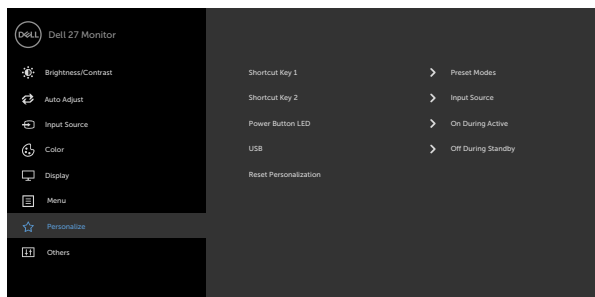 DELL Dell 27 Monitor
Brightness/Contrast Shortcut Key 1 Preset Modes
Auto Adjust Shortcut Key 2 Input Source
Input Source Power Button LED On During Active
Color USB Off During Standby
Display Reset Personalization
Menu
Personalize
Others